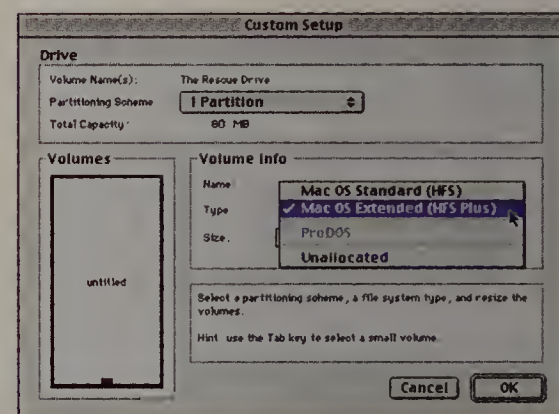 Custom Setup
Drive
Volume Name(s): The Rescue Drive
Partitioning Scheme 1 Partition
Total Capacity: 80 MB
Volumes
untitled
Volume Info
Name
Type
Size.
Mac OS Standard (HFS)
✓ Mac OS Extended (HFS Plus)
ProDOS
Unallocated
Select a partitioning scheme, a file system type, and resize the
volumes.
Hint use the Tab key to select a small volume.
Cancel OK